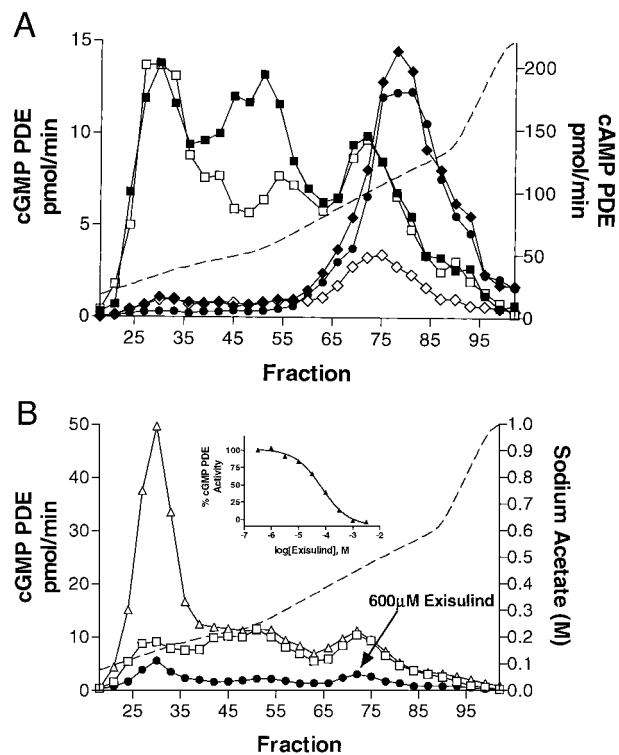 A
15
10
5
0
cGMP PDE
pmol/min
200
150
100
50
0
cAMP PDE
pmol/min
25 35 45 55 65 75 85 95
Fraction
B
50
40
30
20
10
0
cGMP PDE
pmol/min
100
75
50
25
0
% cGMP PDE
Activity
-7 -6 -5 -4 -3 -2
log[Exisulind], M
600µM Exisulind
1.0
0.9
0.8
0.7
0.6
0.5
0.4
0.3
0.2
0.1
0.0
Sodium Acetate (M)
25 35 45 55 65 75 85 95
Fraction